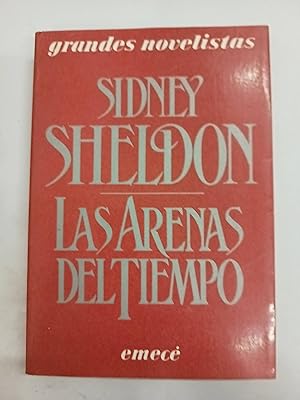 grandes novelistas
SIDNEY
SHELDON
LAS ARENAS
DEL TIEMPO
emecé